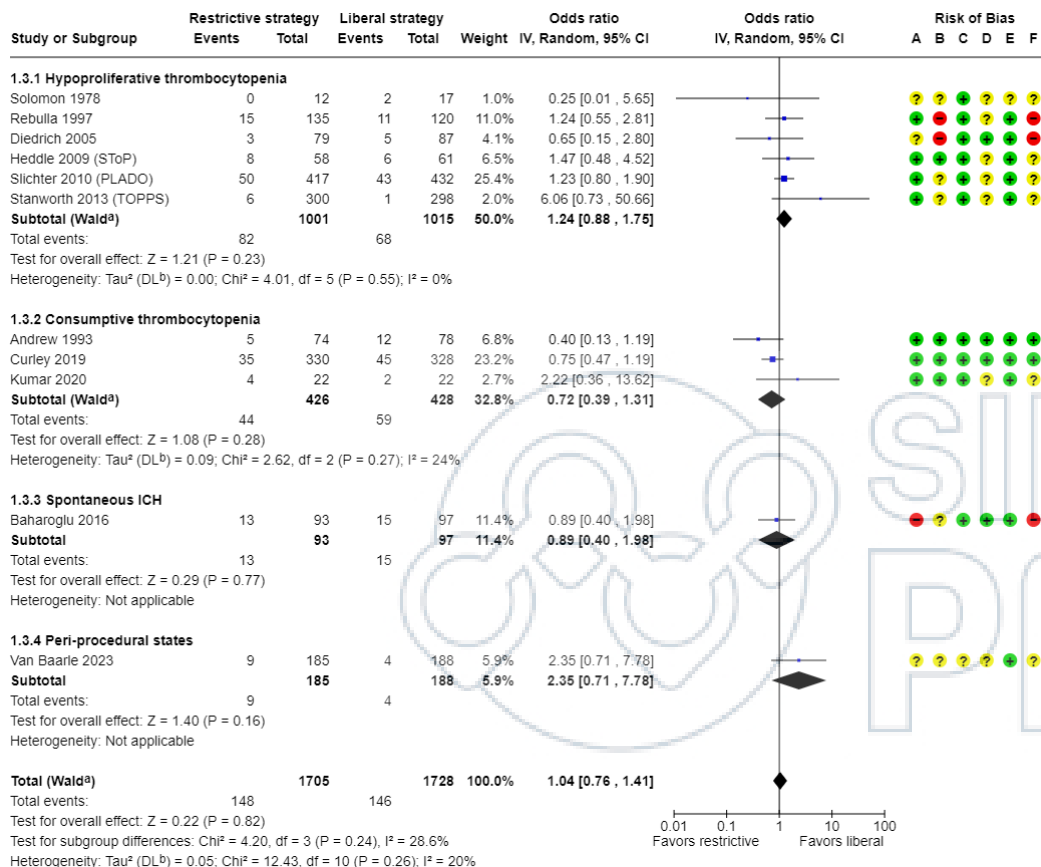 Restrictive strategy Liberal strategy Odds ratio Odds ratio Risk of Bias
Study or Subgroup Events Total Events Total Weight IV, Random, 95% CI IV, Random, 95% CI A B C D E F
1.3.1 Hypoproliferative thrombocytopenia
Solomon 1978 0 12 2 17 1.0% 0.25 [0.01 , 5.65] ? ? + ? ? ?
Rebulla 1997 15 135 11 120 11.0% 1.24 [0.55 , 2.81] + − + + + −
Diedrich 2005 3 79 5 87 4.1% 0.65 [0.15 , 2.80] ? − + + + −
Heddle 2009 (SToP) 8 58 6 61 6.5% 1.47 [0.48 , 4.52] + + + ? + ?
Slichter 2010 (PLADO) 50 417 43 432 25.4% 1.23 [0.80 , 1.90] + ? + ? + ?
Stanworth 2013 (TOPPS) 6 300 1 298 2.0% 6.06 [0.73 , 50.66] + ? + ? + ?
Subtotal (Waldᵃ) 1001 1015 50.0% 1.24 [0.88 , 1.75]
Total events: 82 68
Test for overall effect: Z = 1.21 (P = 0.23)
Heterogeneity: Tau² (DLᵇ) = 0.00; Chi² = 4.01, df = 5 (P = 0.55); I² = 0%
1.3.2 Consumptive thrombocytopenia
Andrew 1993 5 74 12 78 6.8% 0.40 [0.13 , 1.19] + + + + + +
Curley 2019 35 330 45 328 23.2% 0.75 [0.47 , 1.19] + + + + + +
Kumar 2020 4 22 2 22 2.7% 2.22 [0.36 , 13.62] + + + ? + ?
Subtotal (Waldᵃ) 426 428 32.8% 0.72 [0.39 , 1.31]
Total events: 44 59
Test for overall effect: Z = 1.08 (P = 0.28)
Heterogeneity: Tau² (DLᵇ) = 0.09; Chi² = 2.62, df = 2 (P = 0.27); I² = 24%
1.3.3 Spontaneous ICH
Baharoglu 2016 13 93 15 97 11.4% 0.89 [0.40 , 1.98] − ? + + + −
Subtotal 93 97 11.4% 0.89 [0.40 , 1.98]
Total events: 13 15
Test for overall effect: Z = 0.29 (P = 0.77)
Heterogeneity: Not applicable
1.3.4 Peri-procedural states
Van Baarle 2023 9 185 4 188 5.9% 2.35 [0.71 , 7.78] ? ? ? ? + ?
Subtotal 185 188 5.9% 2.35 [0.71 , 7.78]
Total events: 9 4
Test for overall effect: Z = 1.40 (P = 0.16)
Heterogeneity: Not applicable
Total (Waldᵃ) 1705 1728 100.0% 1.04 [0.76 , 1.41]
Total events: 148 146
Test for overall effect: Z = 0.22 (P = 0.82)
0.01 0.1 1 10 100
Test for subgroup differences: Chi² = 4.20, df = 3 (P = 0.24), I² = 28.6%
Favors restrictive Favors liberal
Heterogeneity: Tau² (DLᵇ) = 0.05; Chi² = 12.43, df = 10 (P = 0.26); I² = 20%